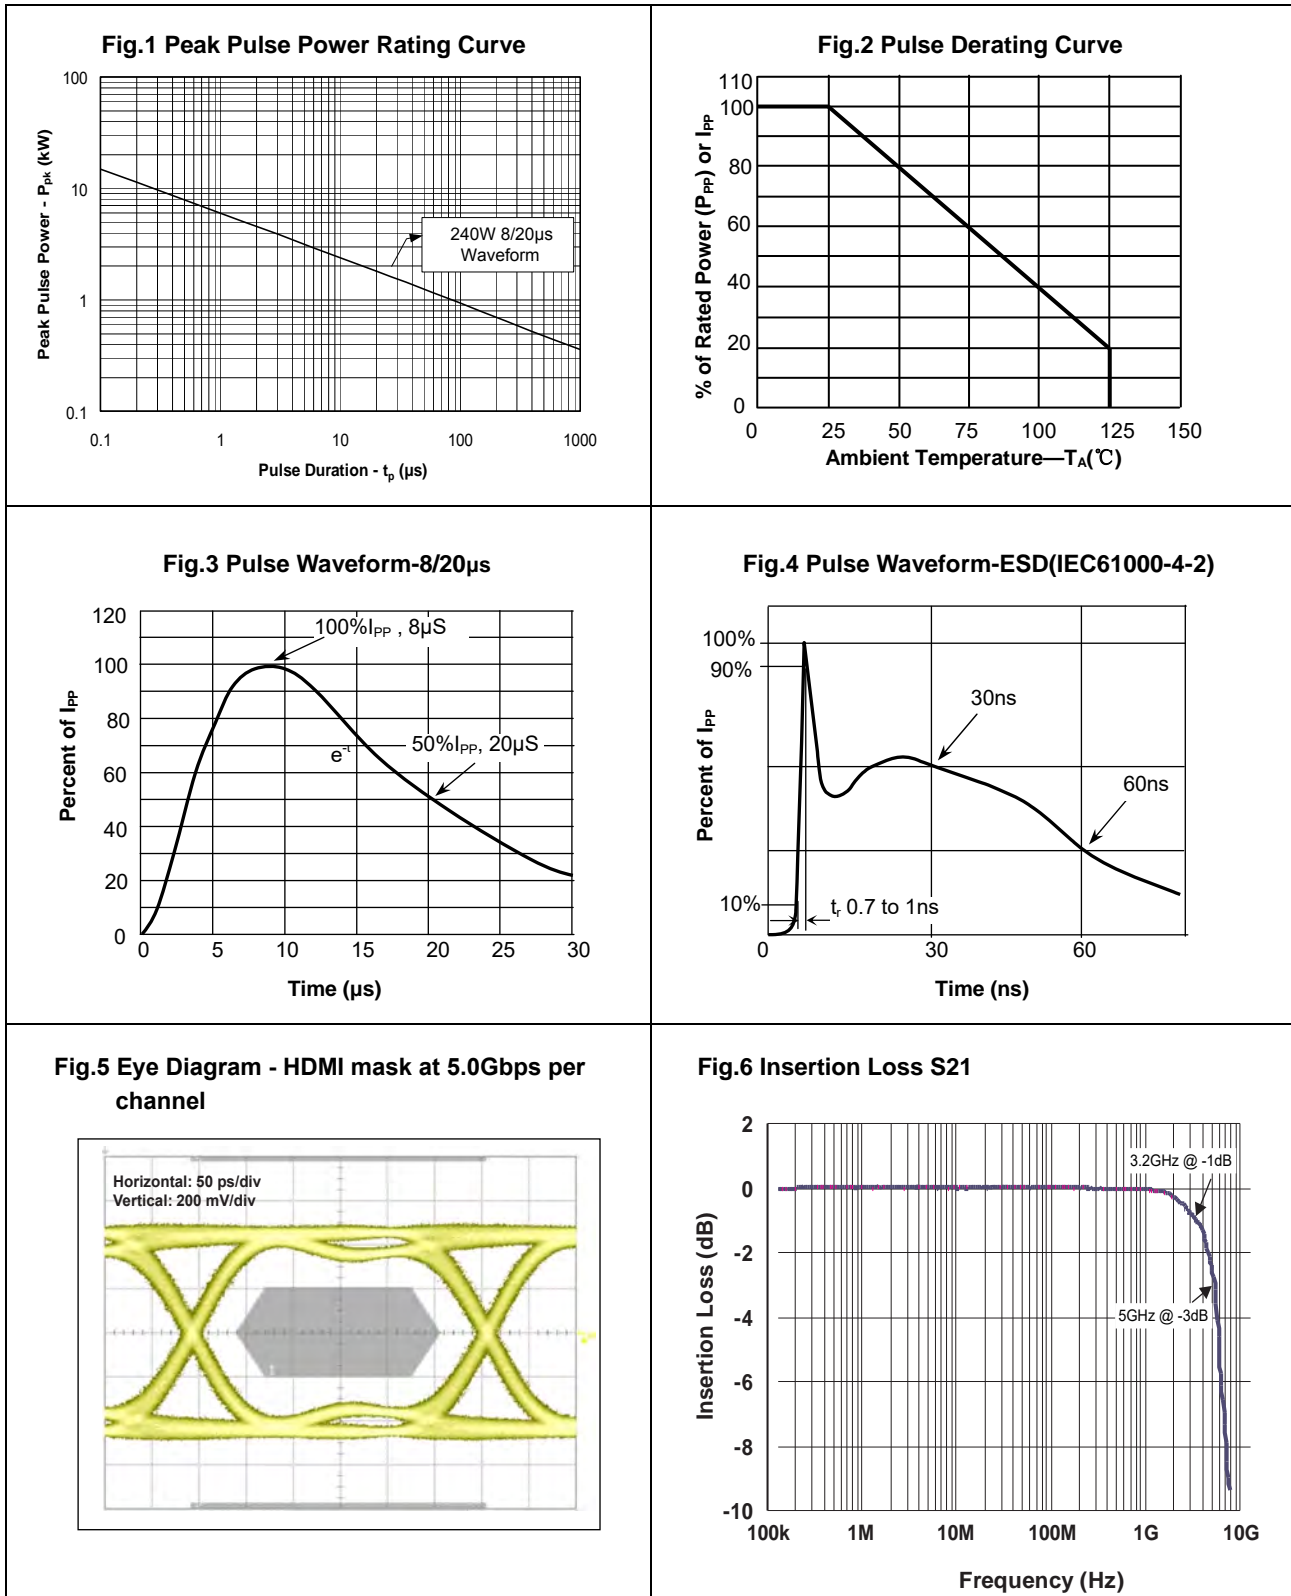 Fig.1 Peak Pulse Power Rating Curve
Peak Pulse Power - Ppk (kW)
100
10
1
0.1
240W 8/20µs
Waveform
0.1 1 10 100 1000
Pulse Duration - tp (µs)
Fig.2 Pulse Derating Curve
% of Rated Power (PPP) or IPP
110
100
80
60
40
20
0
0 25 50 75 100 125 150
Ambient Temperature—TA(℃)
Fig.3 Pulse Waveform-8/20µs
Percent of IPP
120
100
80
60
40
20
0
100%IPP , 8µS
e-t
50%IPP, 20µS
0 5 10 15 20 25 30
Time (µs)
Fig.4 Pulse Waveform-ESD(IEC61000-4-2)
Percent of IPP
100%
90%
10%
30ns
60ns
tr 0.7 to 1ns
0 30 60
Time (ns)
Fig.5 Eye Diagram - HDMI mask at 5.0Gbps per
channel
Horizontal: 50 ps/div
Vertical: 200 mV/div
Fig.6 Insertion Loss S21
Insertion Loss (dB)
2
0
-2
-4
-6
-8
-10
3.2GHz @ -1dB
5GHz @ -3dB
100k 1M 10M 100M 1G 10G
Frequency (Hz)